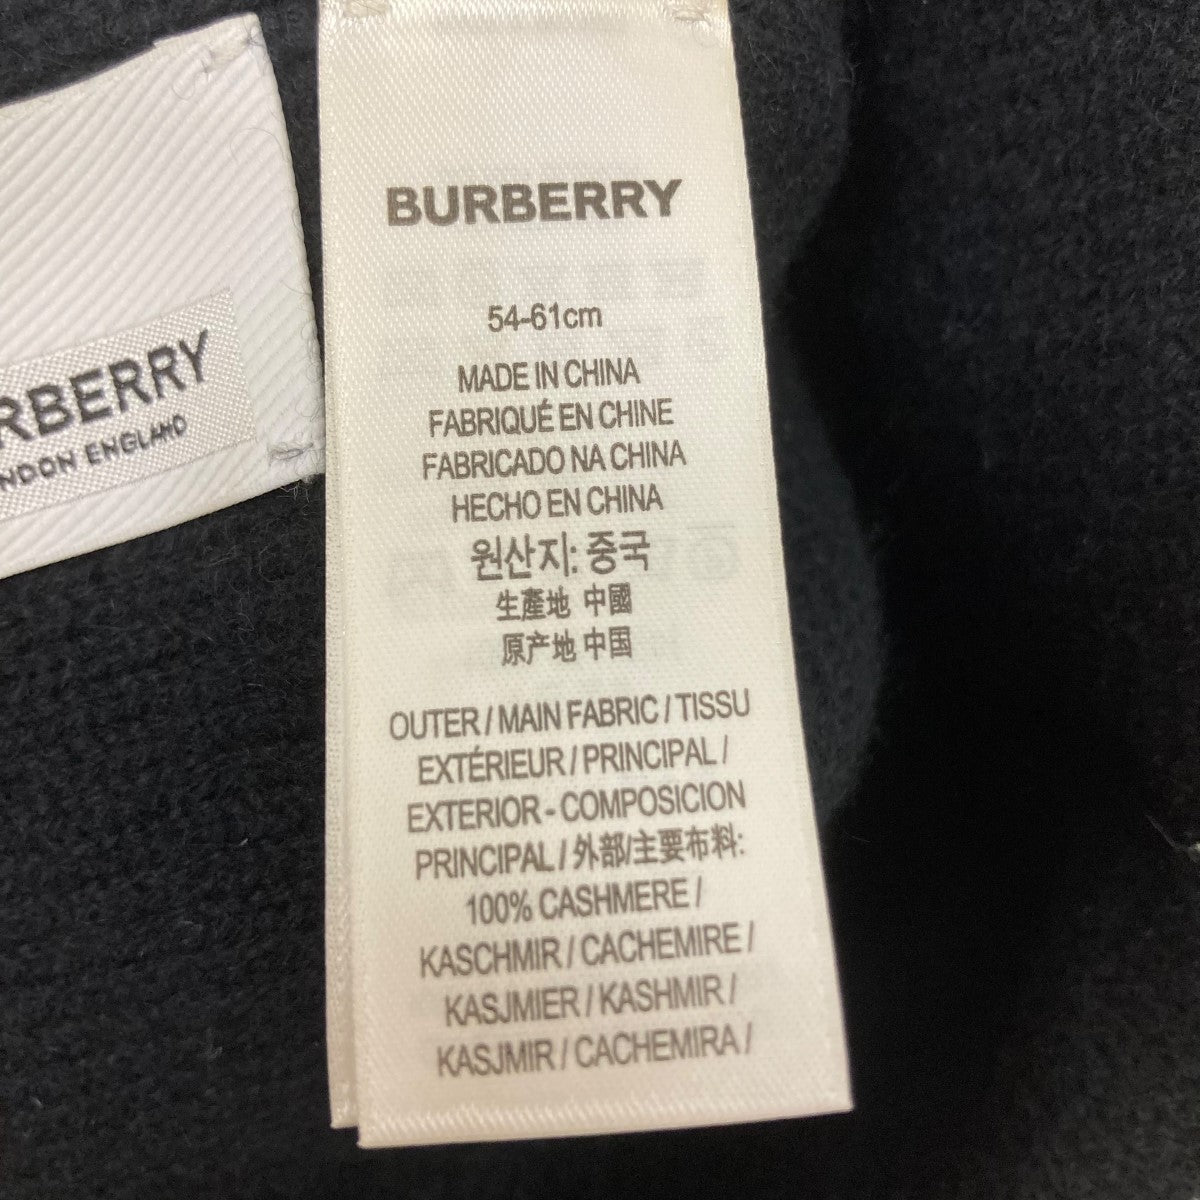 BURBERRY
54-61cm
MADE IN CHINA
FABRIQUÉ EN CHINE
FABRICADO NA CHINA
HECHO EN CHINA
원산지: 중국
生產地 中國
原产地 中国
OUTER / MAIN FABRIC / TISSU
EXTÉRIEUR / PRINCIPAL /
EXTERIOR - COMPOSICION
PRINCIPAL / 外部/主要布料:
100% CASHMERE /
KASCHMIR / CACHEMIRE /
KASJMIER / KASHMIR /
KASJMIR / CACHEMIRA /
RBERRY
NDON ENGLAND